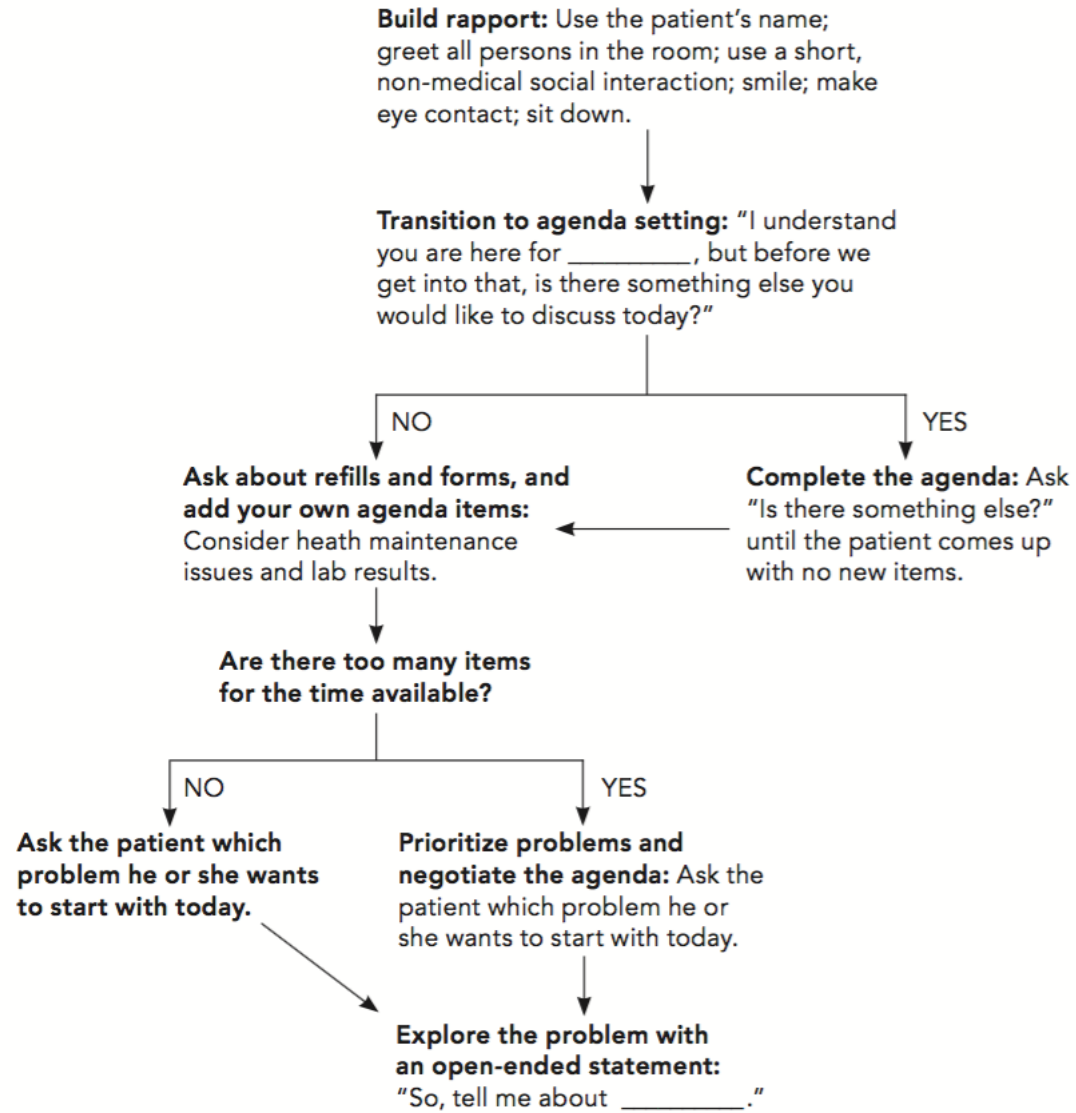 Build rapport: Use the patient's name;
greet all persons in the room; use a short,
non-medical social interaction; smile; make
eye contact; sit down.
Transition to agenda setting: "I understand
you are here for _________, but before we
get into that, is there something else you
would like to discuss today?"
NO
YES
Ask about refills and forms, and
add your own agenda items:
Consider heath maintenance
issues and lab results.
Complete the agenda: Ask
"Is there something else?"
until the patient comes up
with no new items.
Are there too many items
for the time available?
NO
YES
Ask the patient which
problem he or she wants
to start with today.
Prioritize problems and
negotiate the agenda: Ask the
patient which problem he or
she wants to start with today.
Explore the problem with
an open-ended statement:
"So, tell me about _________."